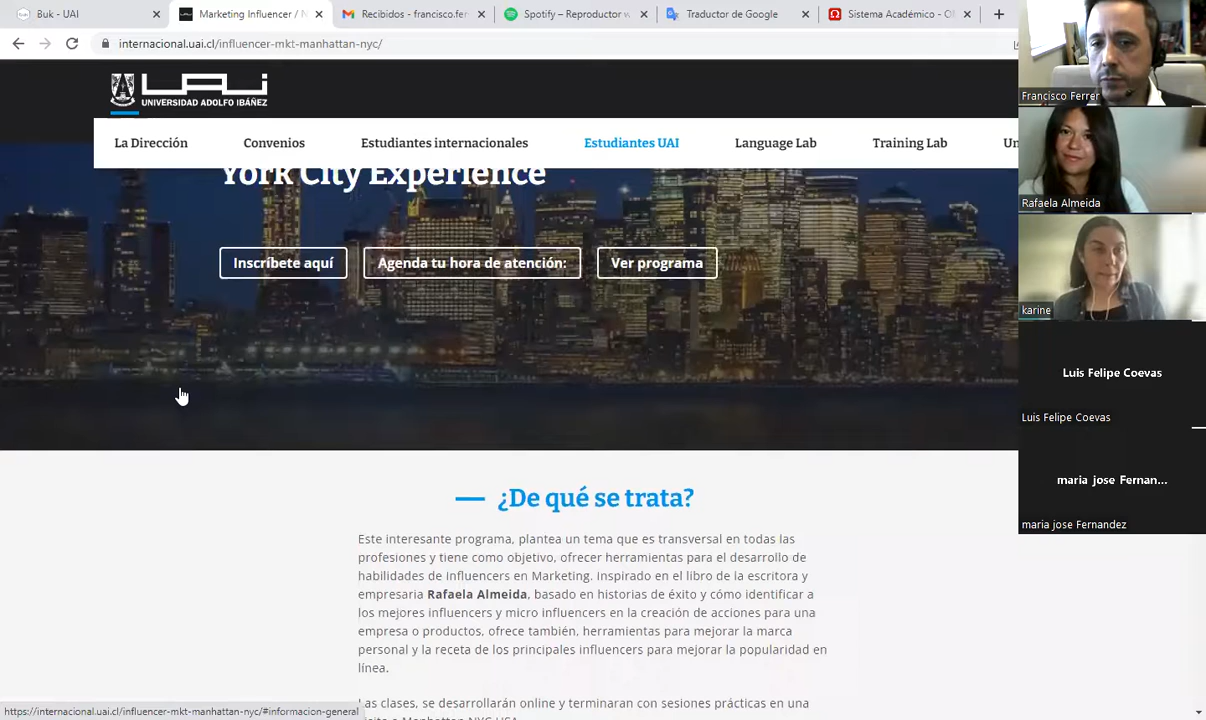 Buk - UAI
Marketing Influencer / N
Recibidos - francisco.fer
Spotify – Reproductor w
Traductor de Google
Sistema Académico - O
internacional.uai.cl/influencer-mkt-manhattan-nyc/
UAI
UNIVERSIDAD ADOLFO IBÁÑEZ
La Dirección
Convenios
Estudiantes internacionales
Estudiantes UAI
Language Lab
Training Lab
Un
York City Experience
Inscríbete aquí
Agenda tu hora de atención:
Ver programa
¿De qué se trata?
Este interesante programa, plantea un tema que es transversal en todas las
profesiones y tiene como objetivo, ofrecer herramientas para el desarrollo de
habilidades de Influencers en Marketing. Inspirado en el libro de la escritora y
empresaria Rafaela Almeida, basado en historias de éxito y cómo identificar a
los mejores influencers y micro influencers en la creación de acciones para una
empresa o productos, ofrece también, herramientas para mejorar la marca
personal y la receta de los principales influencers para mejorar la popularidad en
línea.
Las clases, se desarrollarán online y terminaran con sesiones prácticas en una
https://internacional.uai.cl/influencer-mkt-manhattan-nyc/#informacion-general
Francisco Ferrer
Rafaela Almeida
karine
Luis Felipe Coevas
Luis Felipe Coevas
maria jose Fernan...
maria jose Fernandez